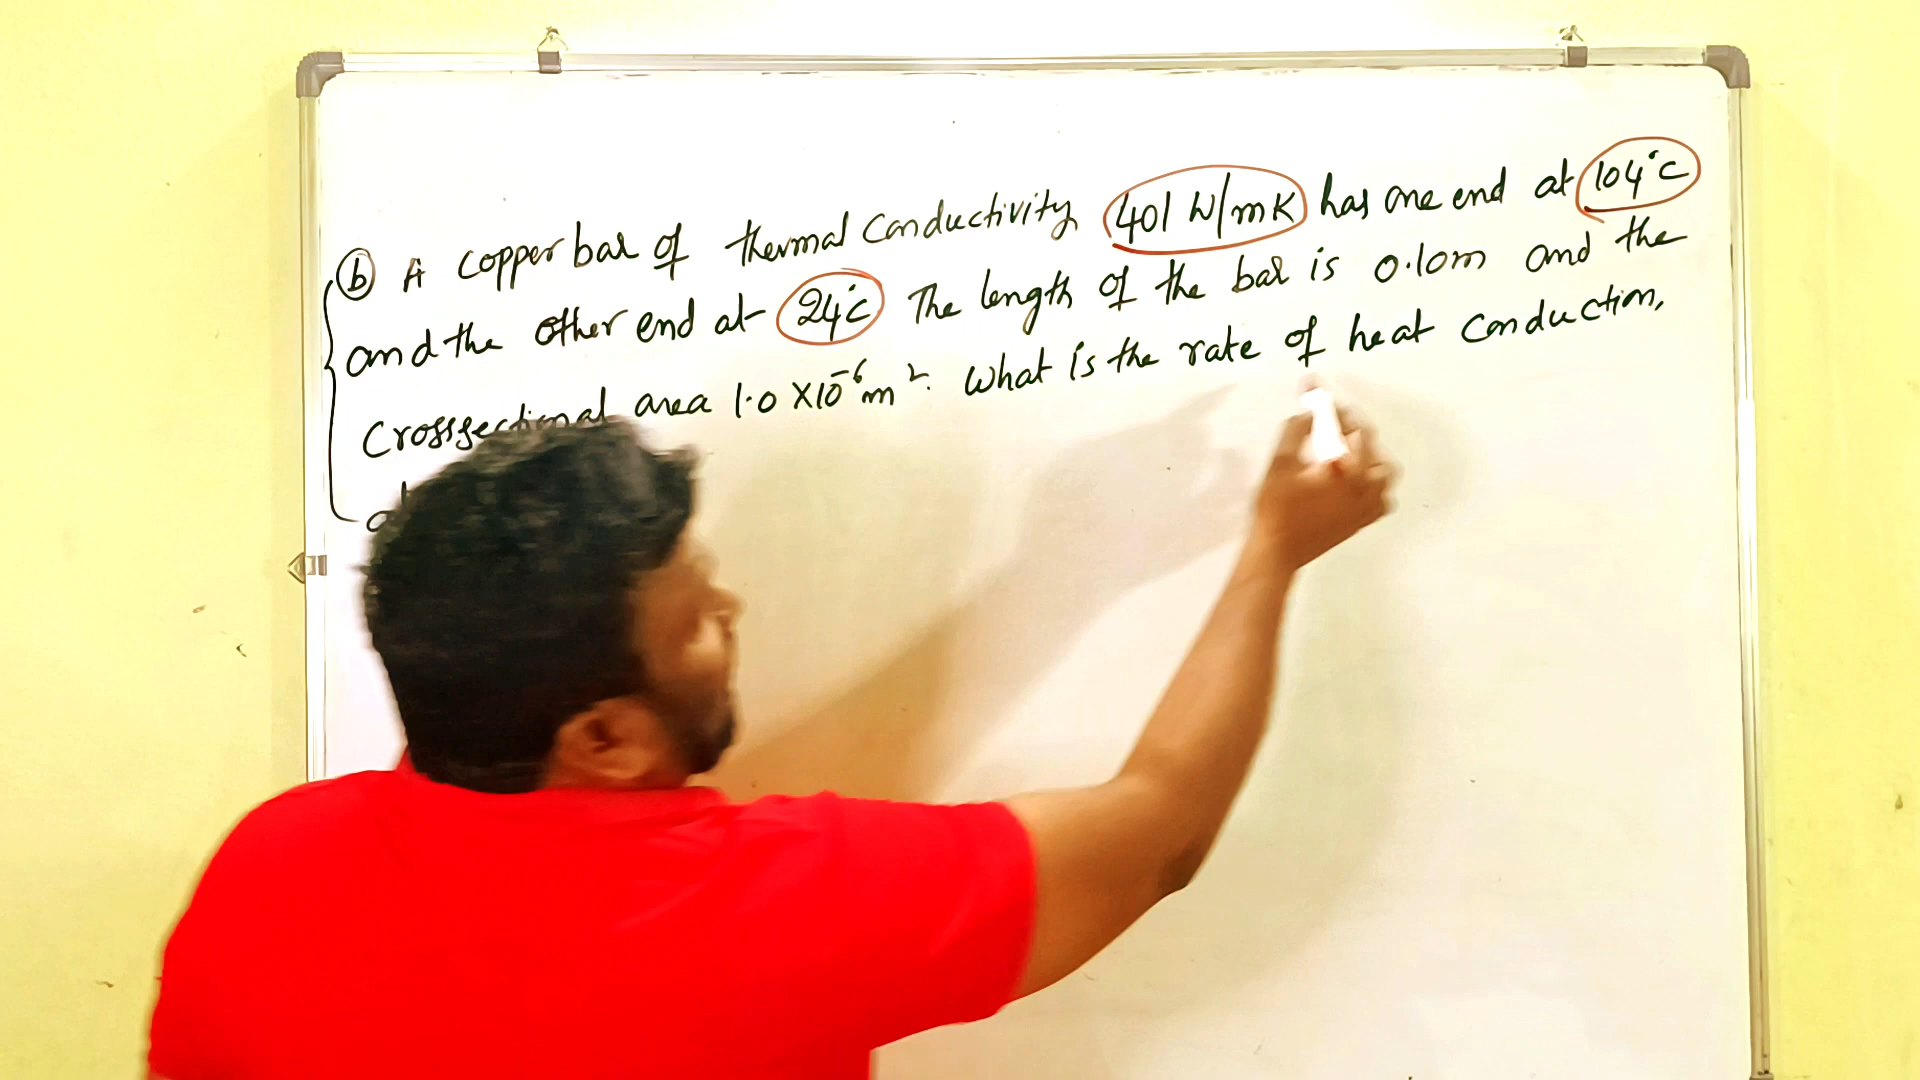 (b) A copper bar of thermal conductivity 401 W/mK has one end at 104°C
and the other end at 24°C The length of the bar is 0.10m and the
Crosssectional area 1.0 X10⁻⁶m². What is the rate of heat conduction,